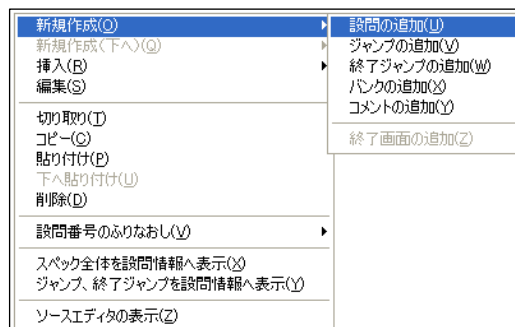 新規作成(O)
新規作成(下へ)(Q)
挿入(R)
編集(S)
切り取り(T)
コピー(C)
貼り付け(P)
下へ貼り付け(U)
削除(D)
設問番号のふりなおし(V)
スペック全体を設問情報へ表示(X)
ジャンプ、終了ジャンプを設問情報へ表示(Y)
ソースエディタの表示(Z)
設問の追加(U)
ジャンプの追加(V)
終了ジャンプの追加(W)
バンクの追加(X)
コメントの追加(Y)
終了画面の追加(Z)